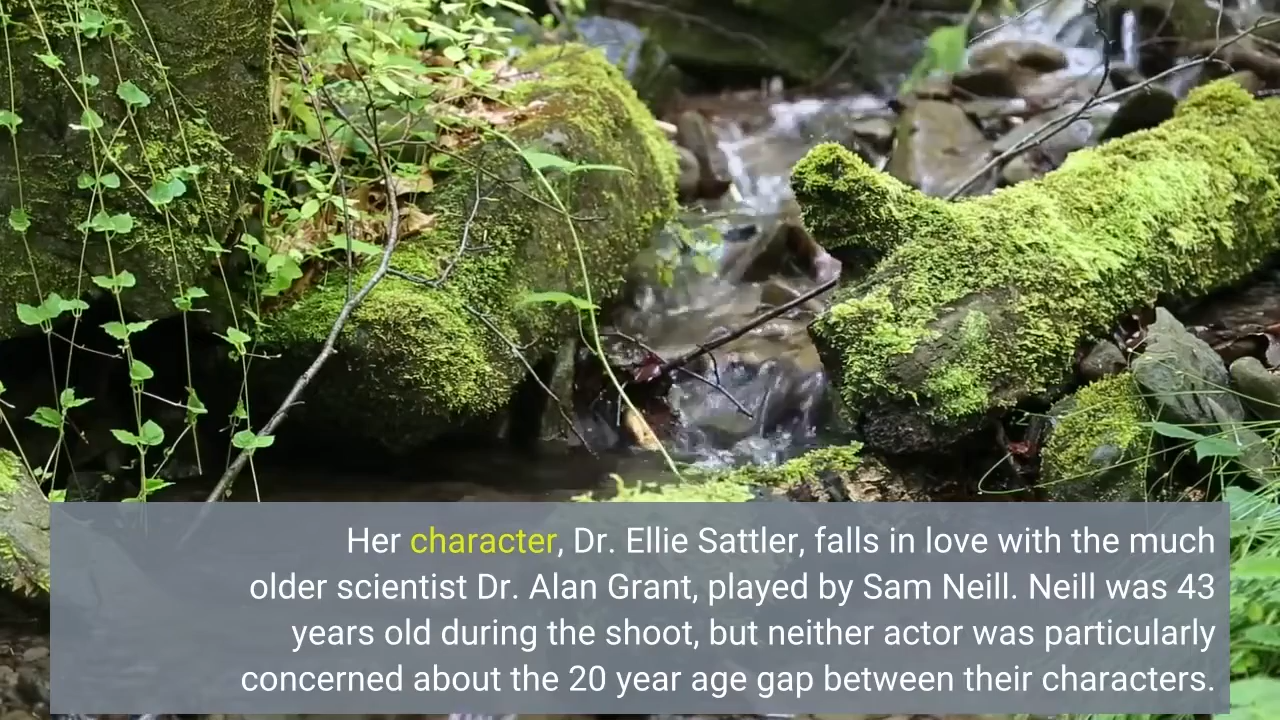 Her character, Dr. Ellie Sattler, falls in love with the much
older scientist Dr. Alan Grant, played by Sam Neill. Neill was 43
years old during the shoot, but neither actor was particularly
concerned about the 20 year age gap between their characters.